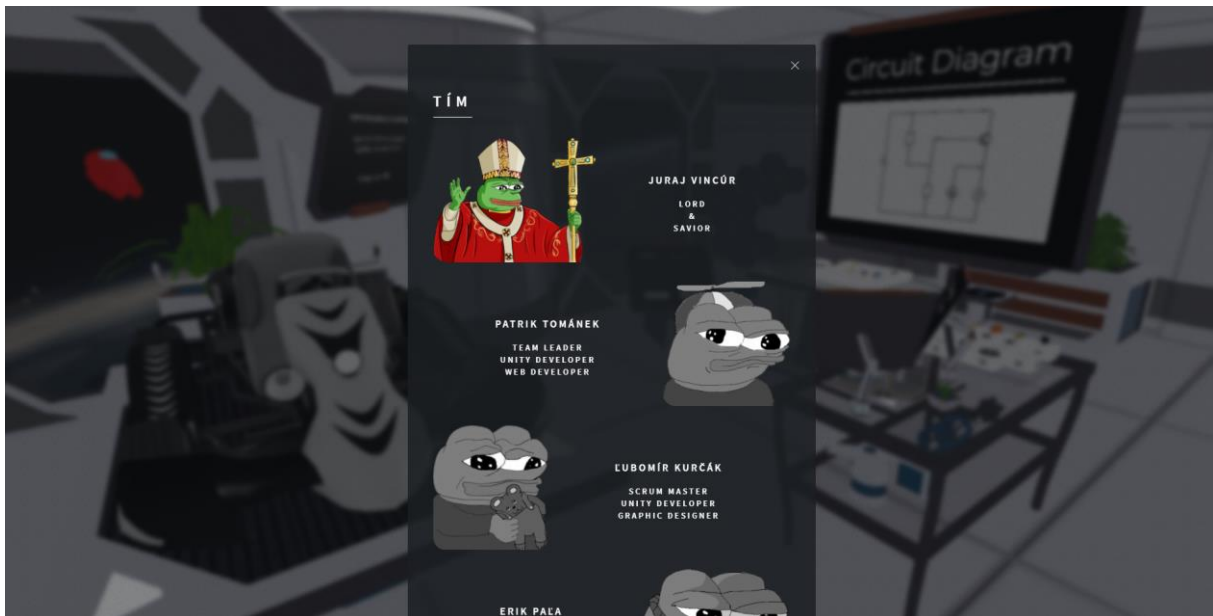 Circuit Diagram
TÍM
JURAJ VINCÚR
LORD
&
SAVIOR
PATRIK TOMÁNEK
TEAM LEADER
UNITY DEVELOPER
WEB DEVELOPER
ĽUBOMÍR KURČÁK
SCRUM MASTER
UNITY DEVELOPER
GRAPHIC DESIGNER
ERIK PAĽA